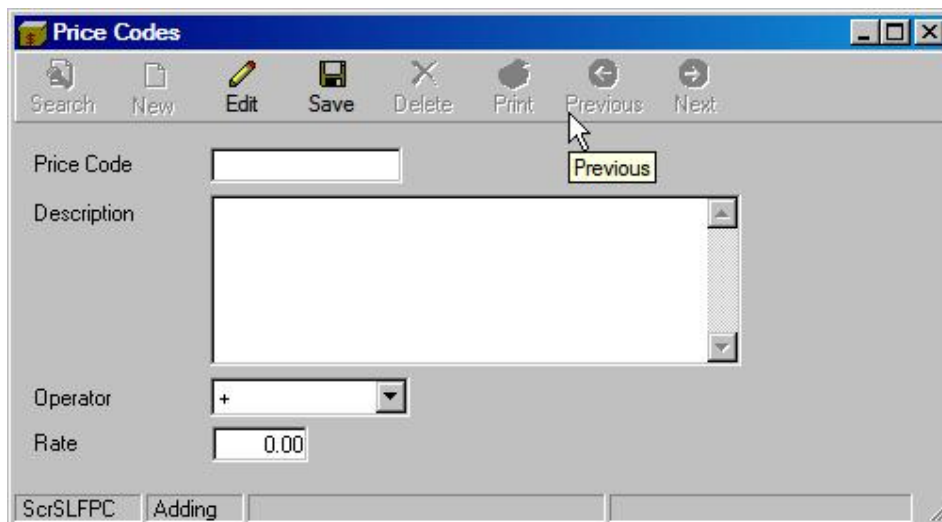 Price Codes
Search New Edit Save Delete Print Previous Next
Previous
Price Code
Description
Operator +
Rate 0.00
ScrSLFPC Adding